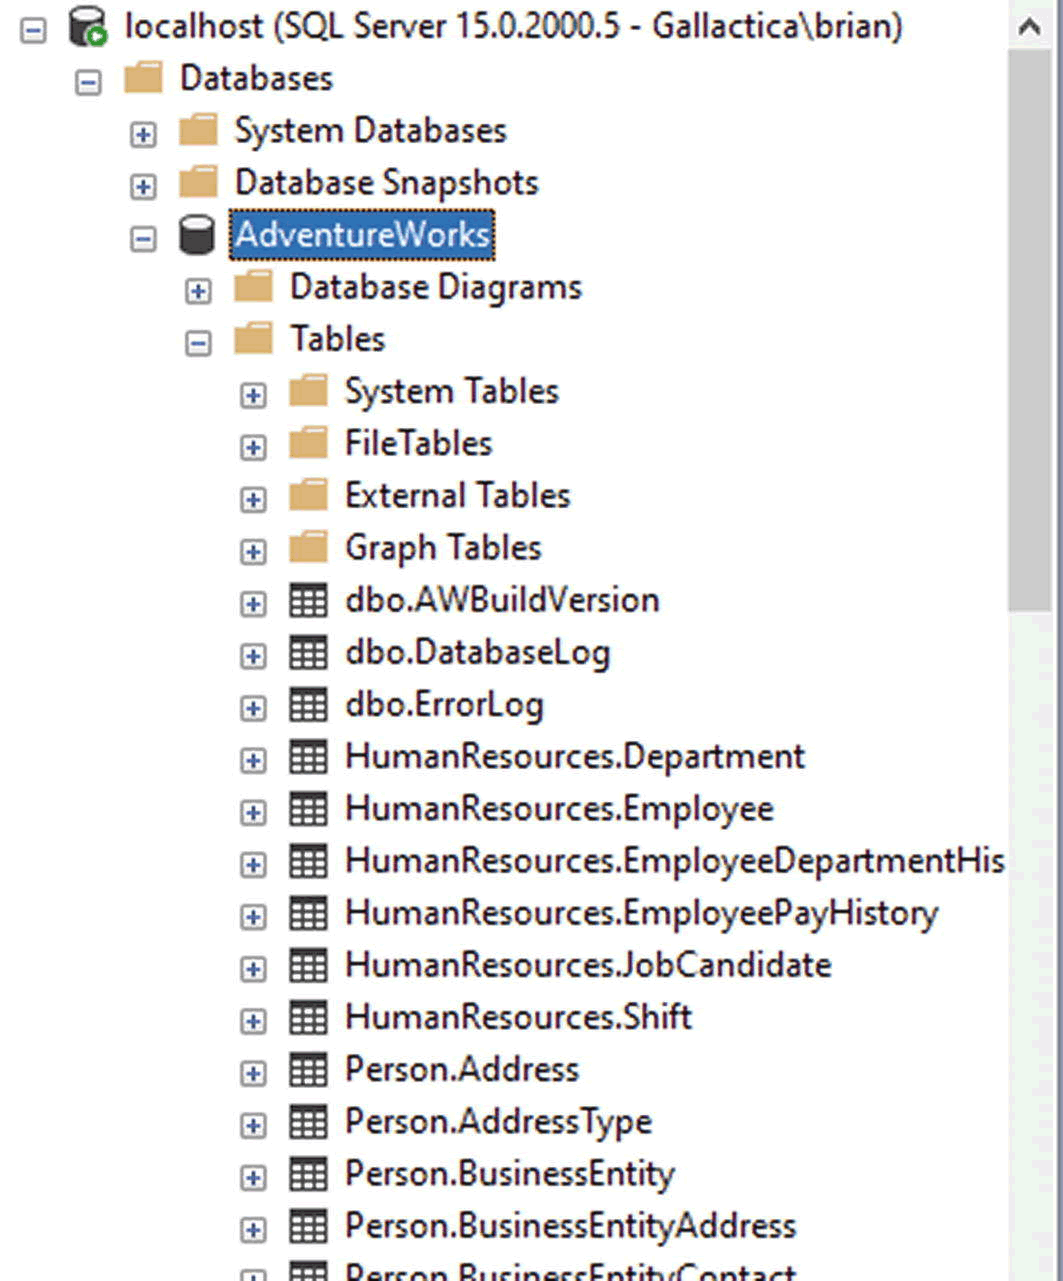 localhost (SQL Server 15.0.2000.5 - Gallactica\brian)
Databases
System Databases
Database Snapshots
AdventureWorks
Database Diagrams
Tables
System Tables
FileTables
External Tables
Graph Tables
dbo.AWBuildVersion
dbo.DatabaseLog
dbo.ErrorLog
HumanResources.Department
HumanResources.Employee
HumanResources.EmployeeDepartmentHis
HumanResources.EmployeePayHistory
HumanResources.JobCandidate
HumanResources.Shift
Person.Address
Person.AddressType
Person.BusinessEntity
Person.BusinessEntityAddress
Person.BusinessEntityContact